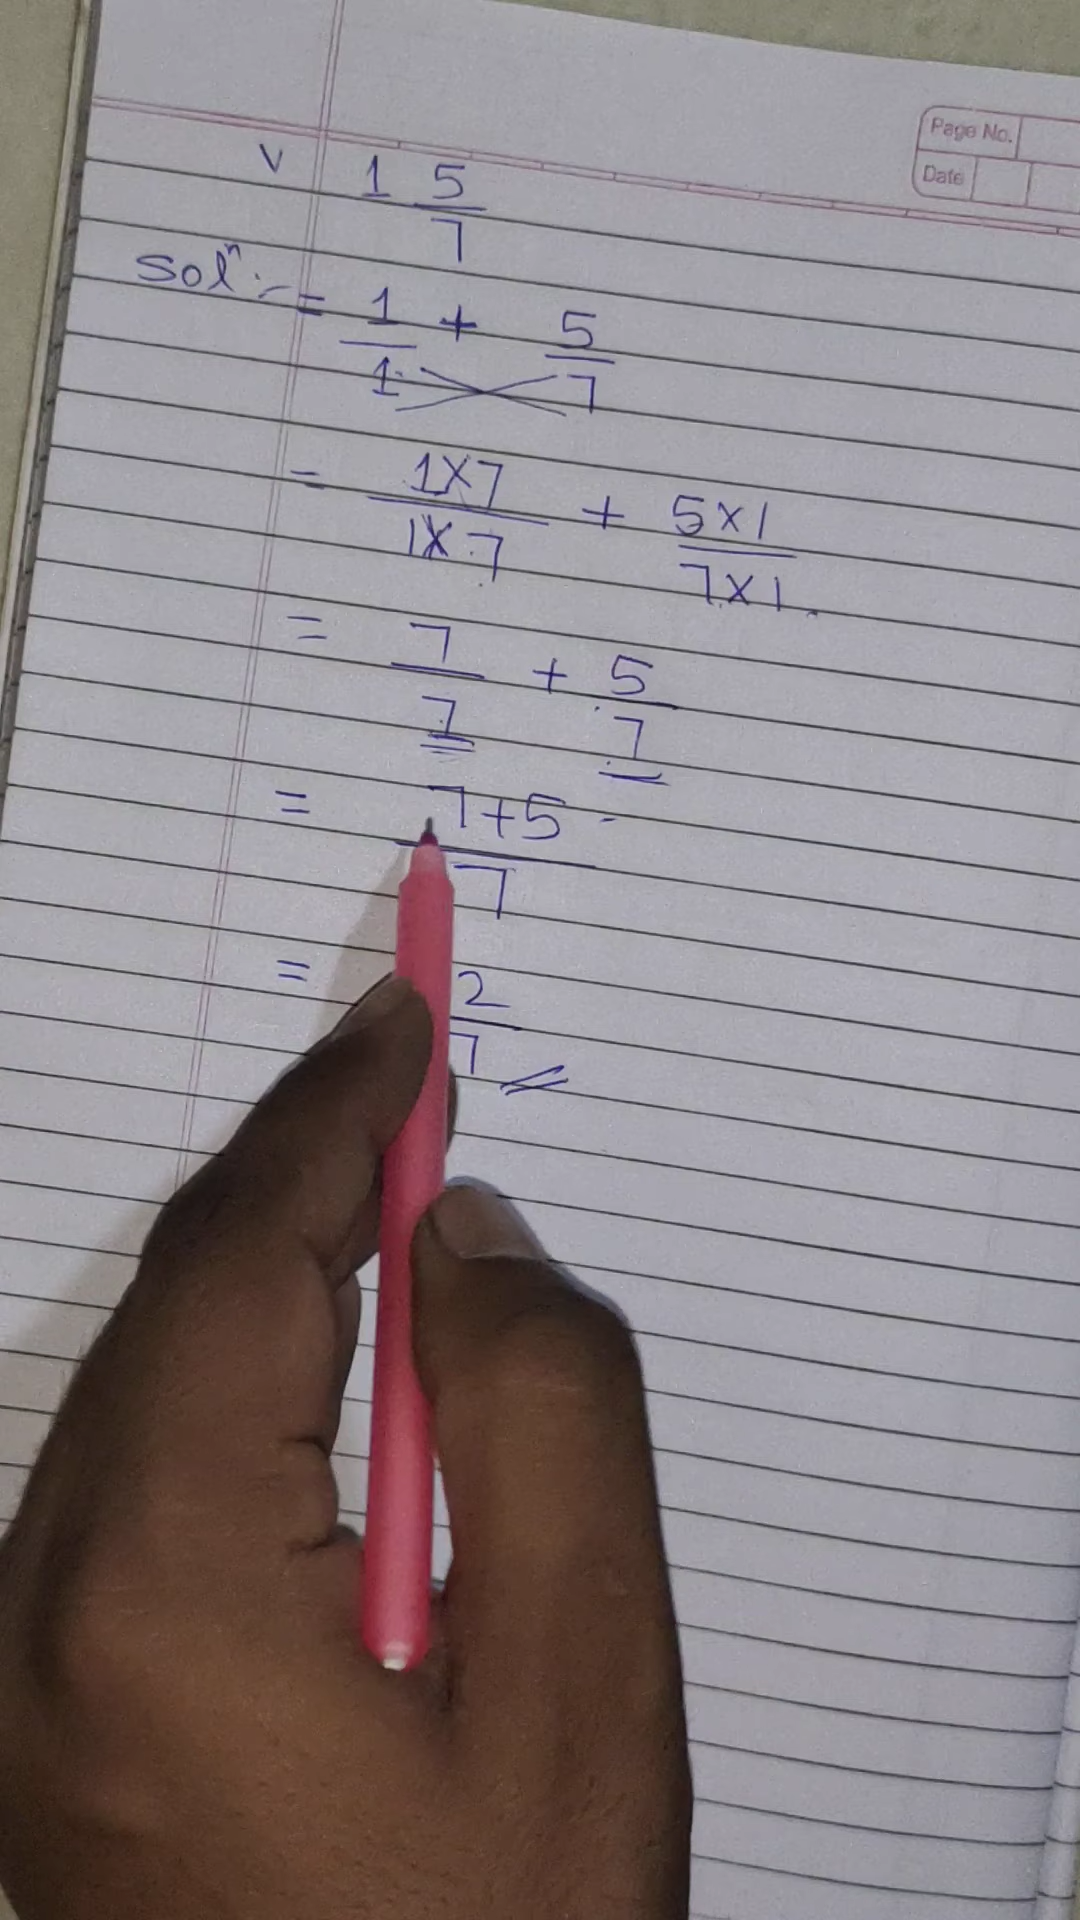 Page No.
Date
V 1 5/7
Solⁿ :- = 1/1 + 5/7
= 1×7/1×7 + 5×1/7×1
= 7/7 + 5/7
= 7+5/7
= 2/7